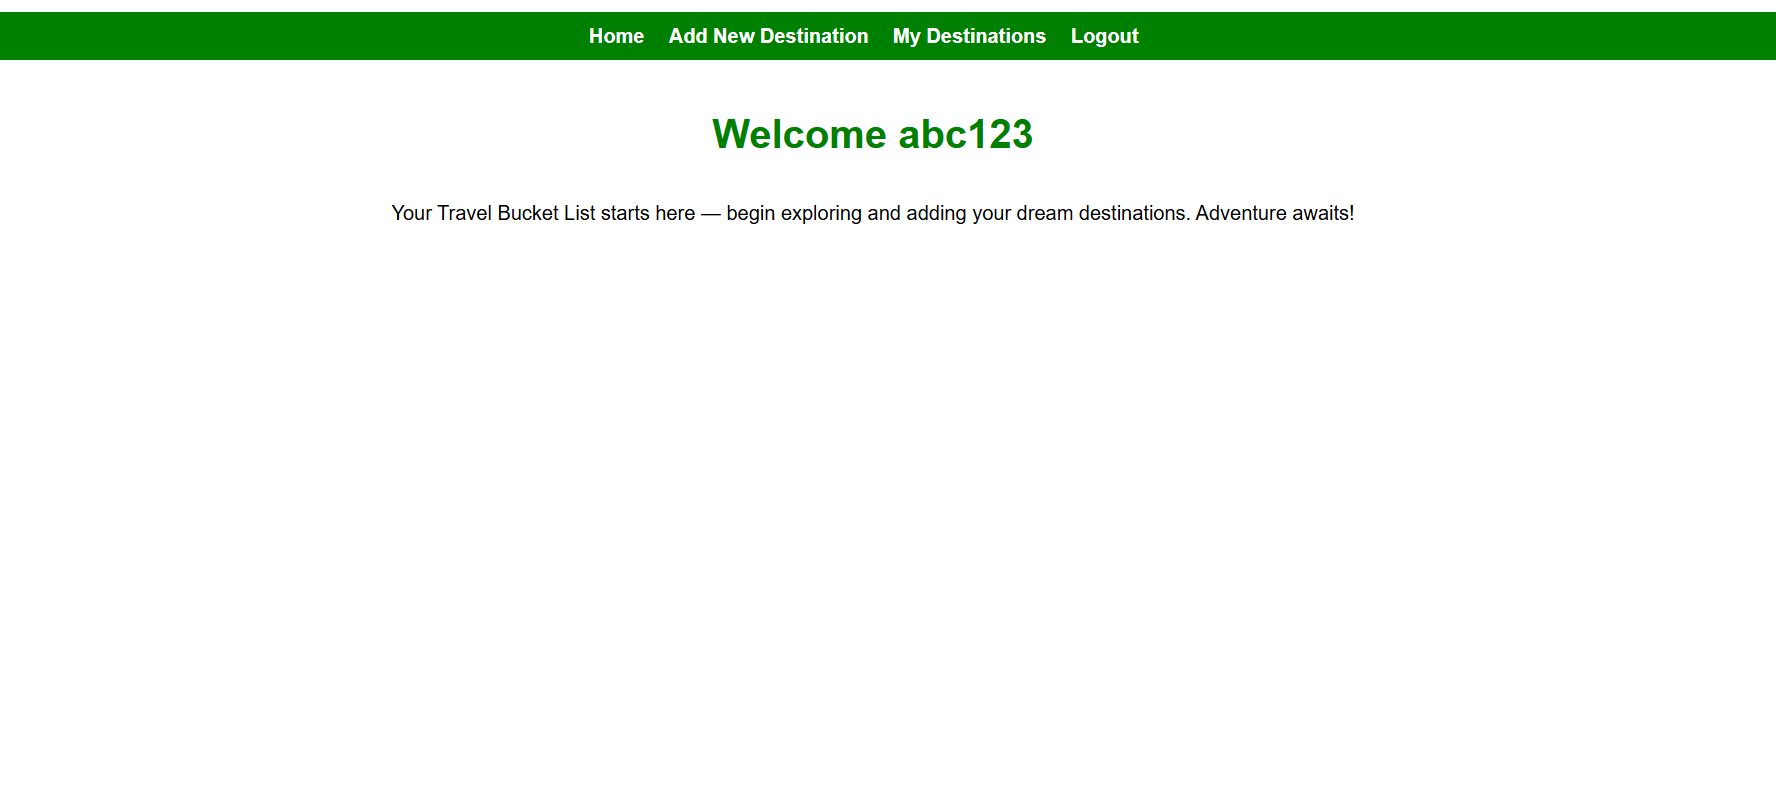 Home Add New Destination My Destinations Logout
Welcome abc123
Your Travel Bucket List starts here — begin exploring and adding your dream destinations. Adventure awaits!